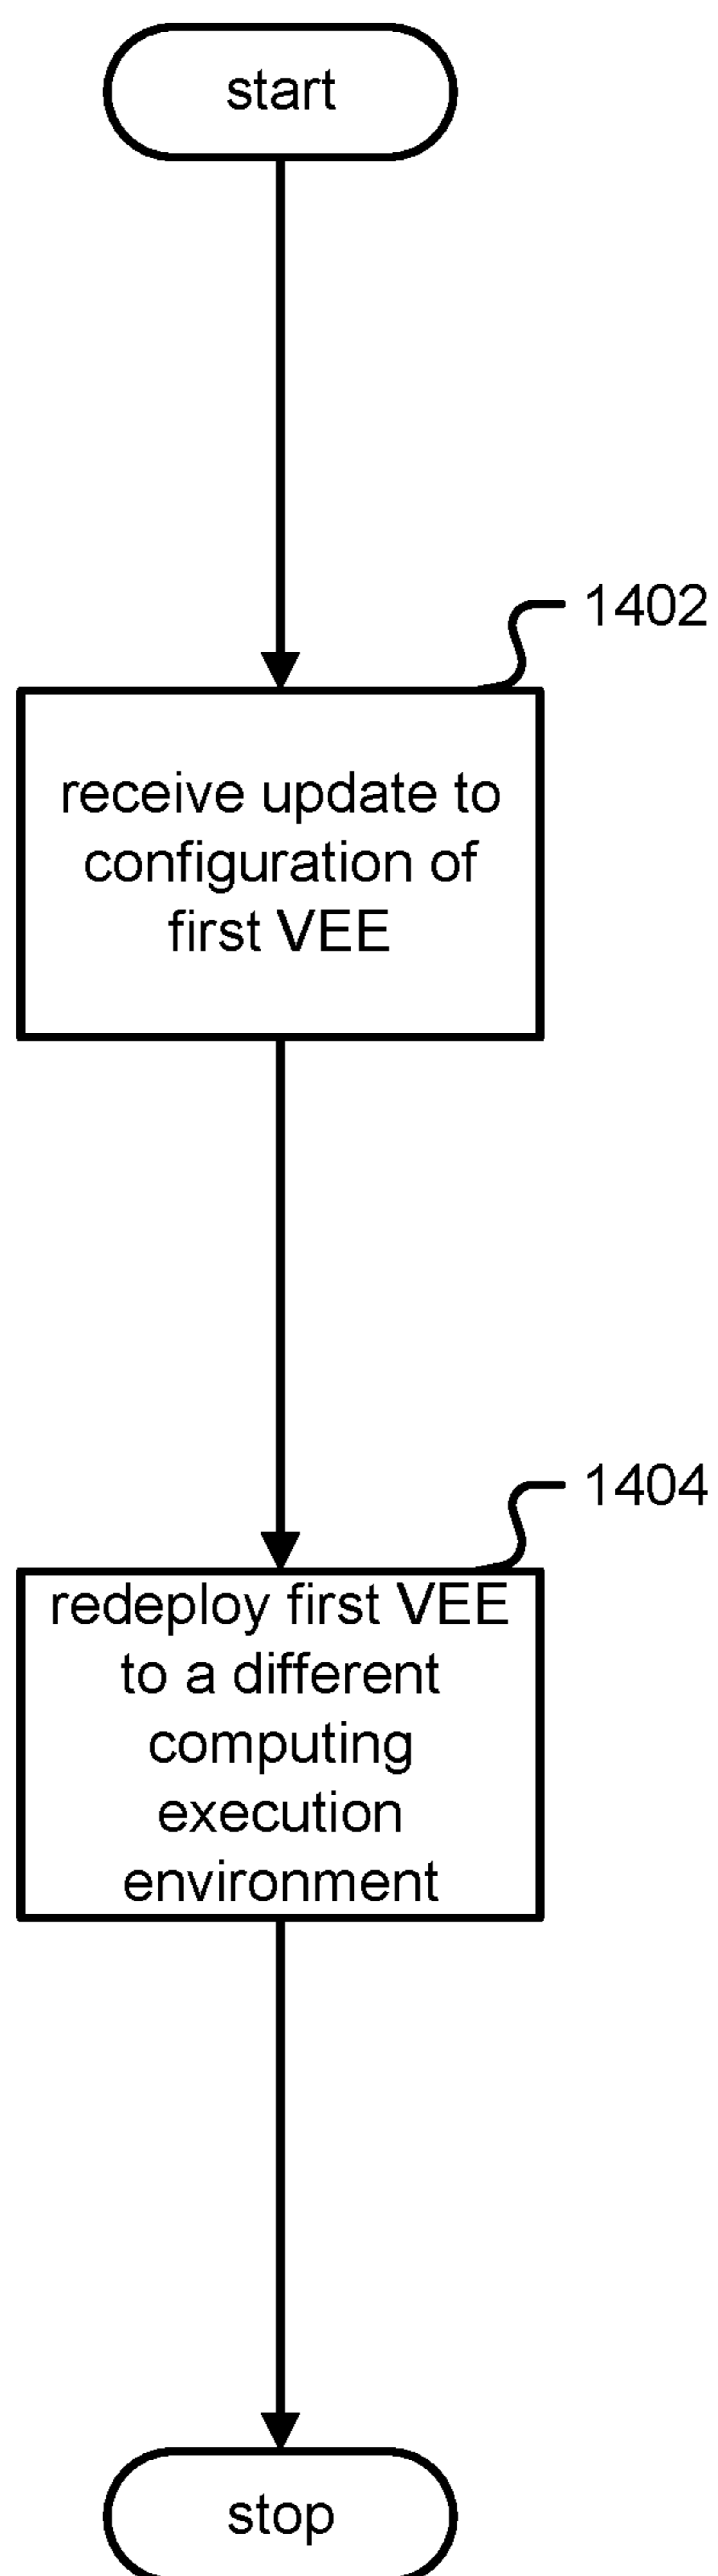 start
1402
receive update to
configuration of
first VEE
1404
redeploy first VEE
to a different
computing
execution
environment
stop